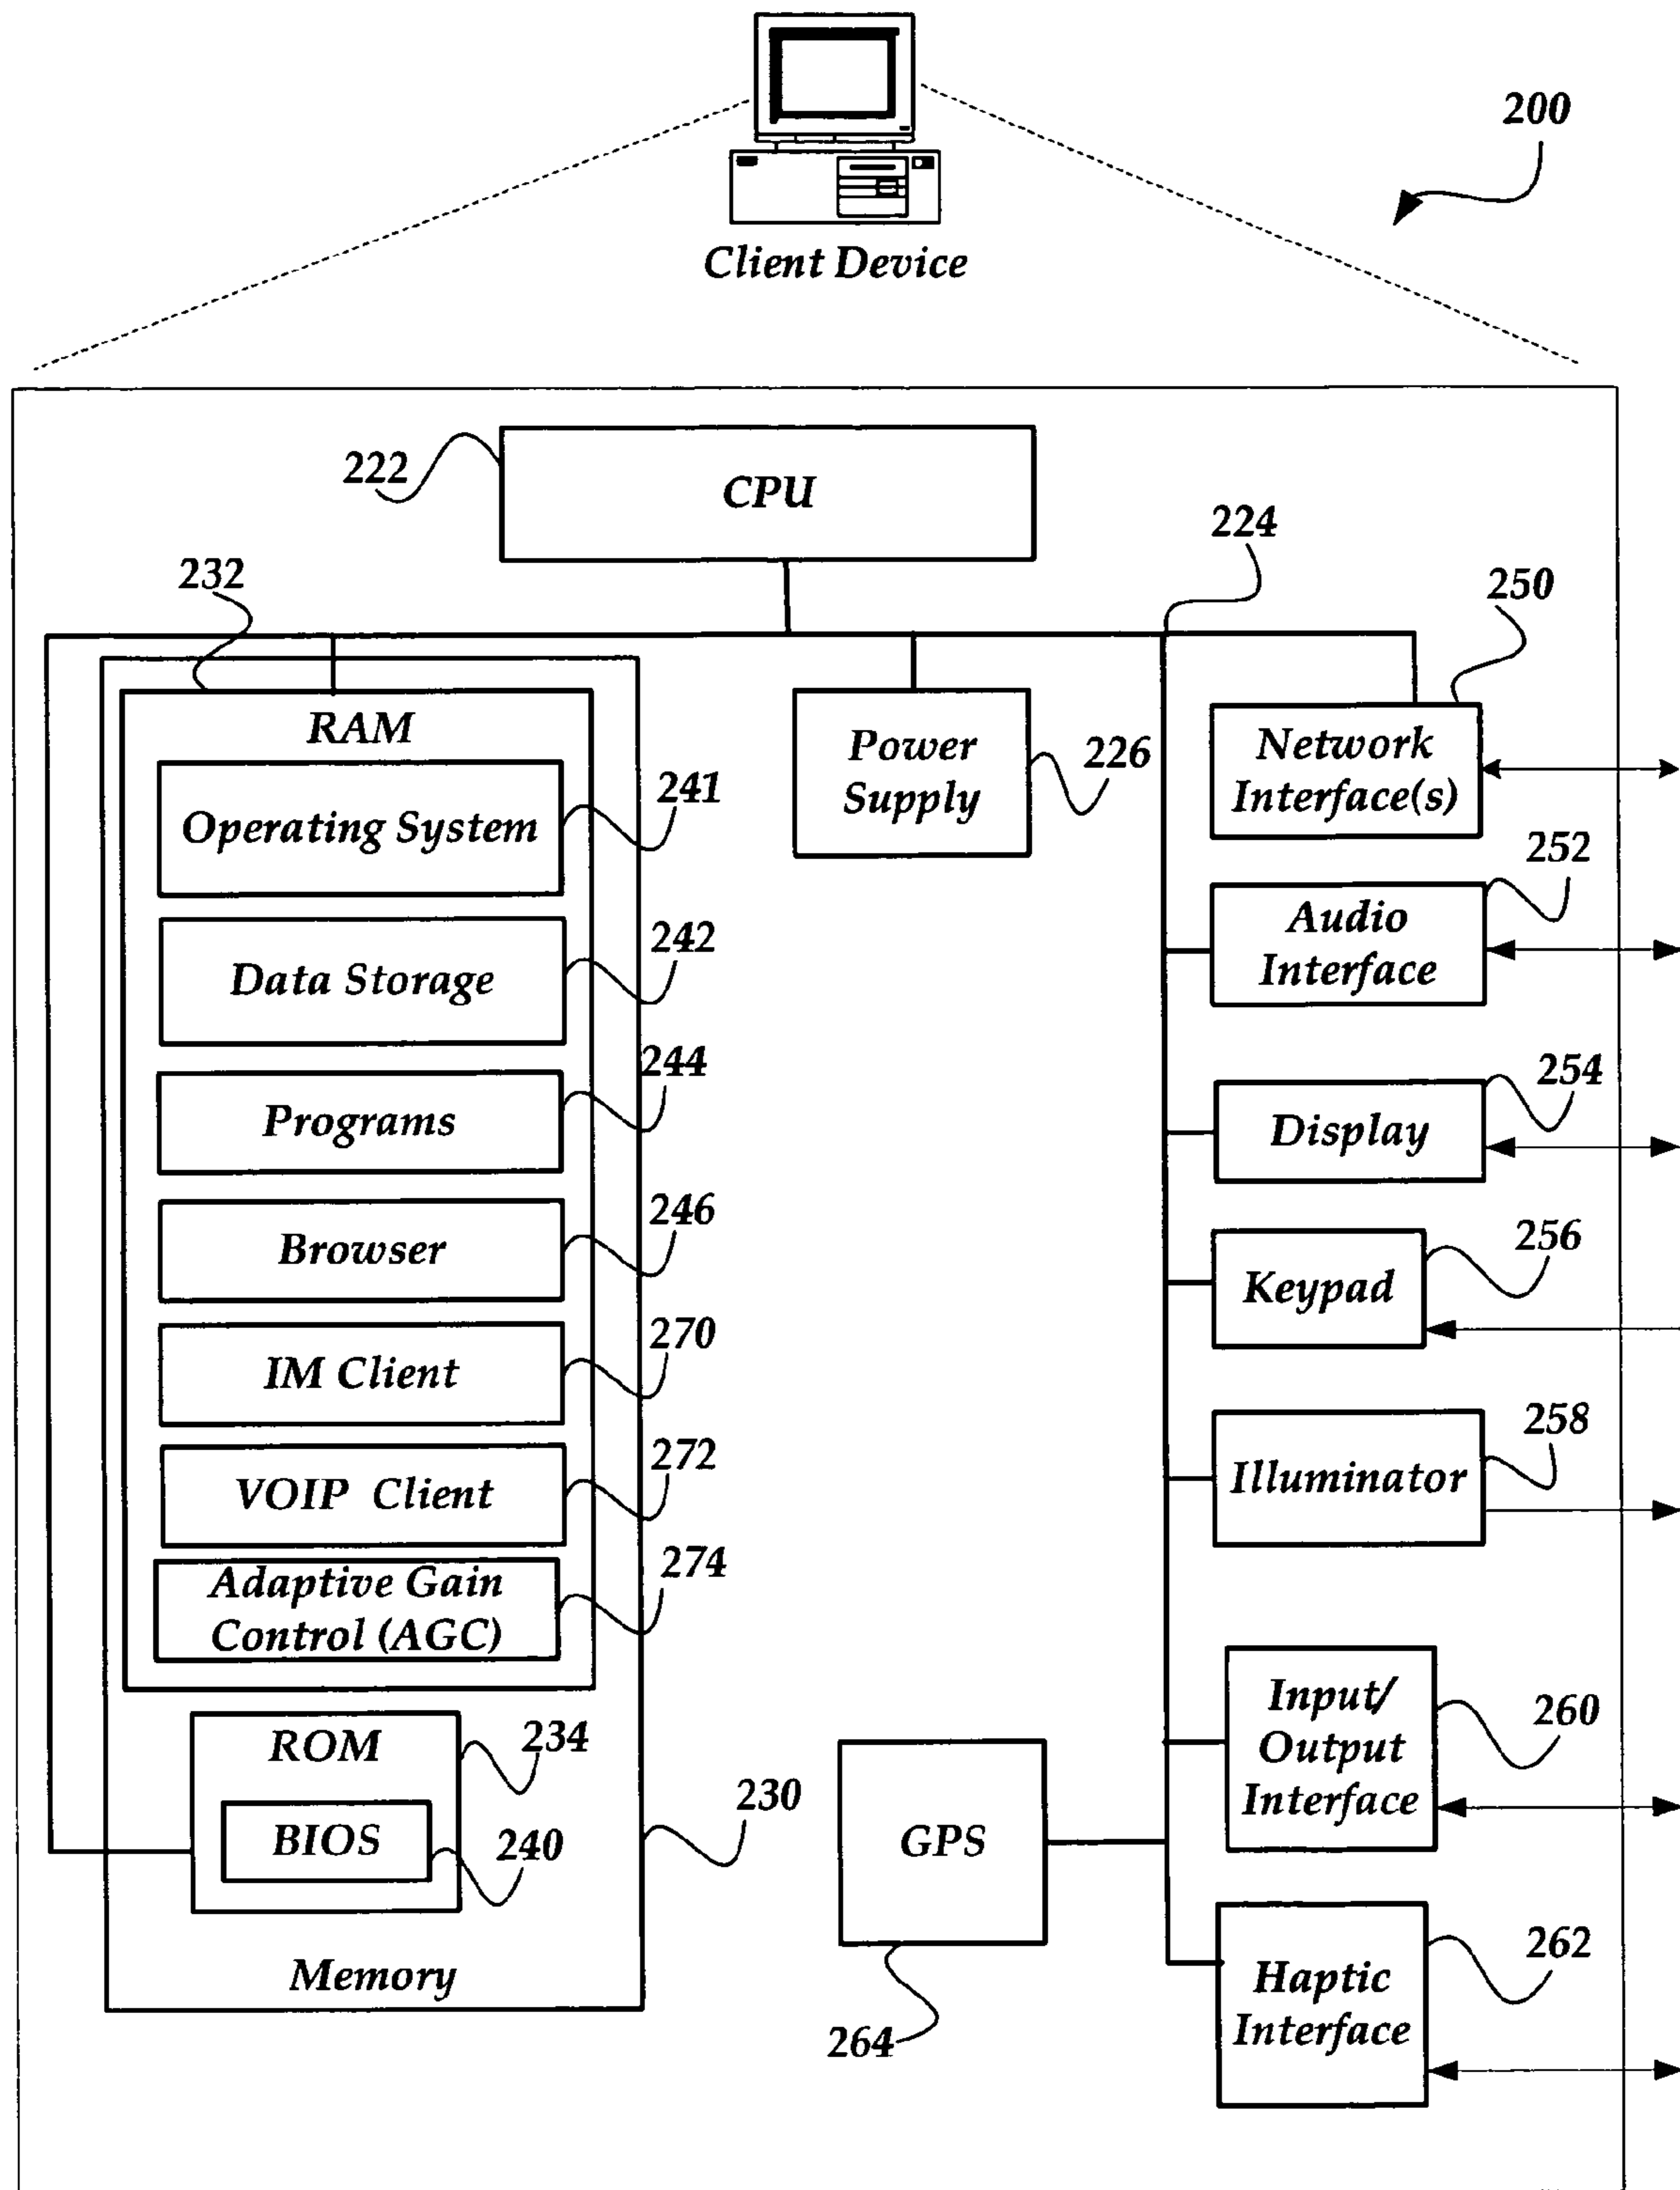 200
Client Device
222
CPU
224
232
250
RAM
Power
Supply
226
Network
Interface(s)
Operating System
241
252
Audio
Interface
Data Storage
242
244
254
Programs
Display
246
256
Browser
Keypad
270
IM Client
258
272
VOIP Client
Illuminator
274
Adaptive Gain
Control (AGC)
ROM
234
Input/
Output
Interface
260
BIOS
240
230
GPS
262
Memory
264
Haptic
Interface